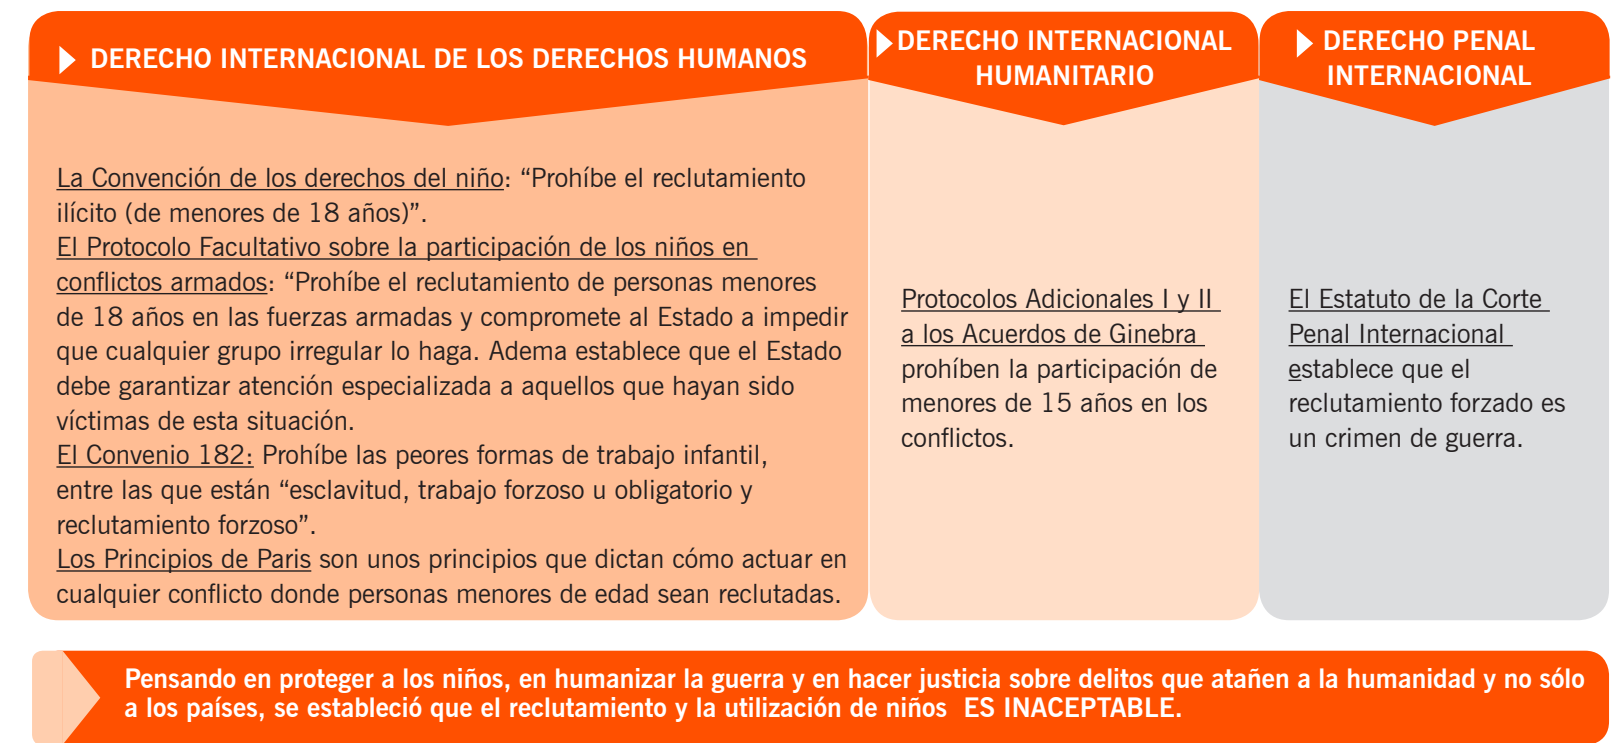 DERECHO INTERNACIONAL DE LOS DERECHOS HUMANOS
La Convención de los derechos del niño: “Prohíbe el reclutamiento
ilícito (de menores de 18 años)”.
El Protocolo Facultativo sobre la participación de los niños en
conflictos armados: “Prohíbe el reclutamiento de personas menores
de 18 años en las fuerzas armadas y compromete al Estado a impedir
que cualquier grupo irregular lo haga. Adema establece que el Estado
debe garantizar atención especializada a aquellos que hayan sido
víctimas de esta situación.
El Convenio 182: Prohíbe las peores formas de trabajo infantil,
entre las que están “esclavitud, trabajo forzoso u obligatorio y
reclutamiento forzoso”.
Los Principios de Paris son unos principios que dictan cómo actuar en
cualquier conflicto donde personas menores de edad sean reclutadas.
DERECHO INTERNACIONAL
HUMANITARIO
Protocolos Adicionales I y II
a los Acuerdos de Ginebra
prohíben la participación de
menores de 15 años en los
conflictos.
DERECHO PENAL
INTERNACIONAL
El Estatuto de la Corte
Penal Internacional
establece que el
reclutamiento forzado es
un crimen de guerra.
Pensando en proteger a los niños, en humanizar la guerra y en hacer justicia sobre delitos que atañen a la humanidad y no sólo
a los países, se estableció que el reclutamiento y la utilización de niños  ES INACEPTABLE.